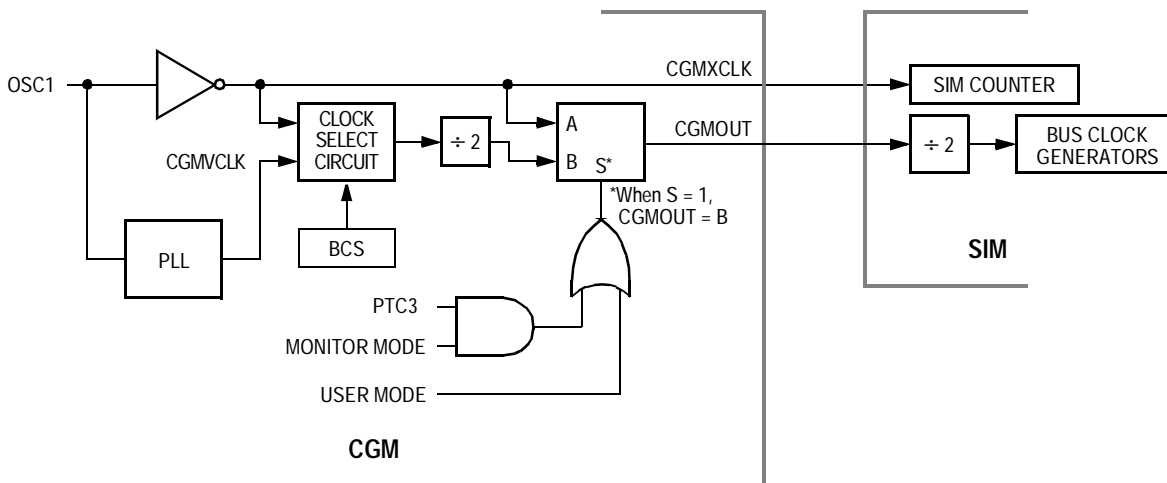 OSC1
CGMXCLK
SIM COUNTER
CLOCK
SELECT
CIRCUIT
÷ 2
A
B
S*
CGMOUT
÷ 2
BUS CLOCK
GENERATORS
CGMVCLK
*When S = 1,
CGMOUT = B
PLL
BCS
SIM
PTC3
MONITOR MODE
USER MODE
CGM